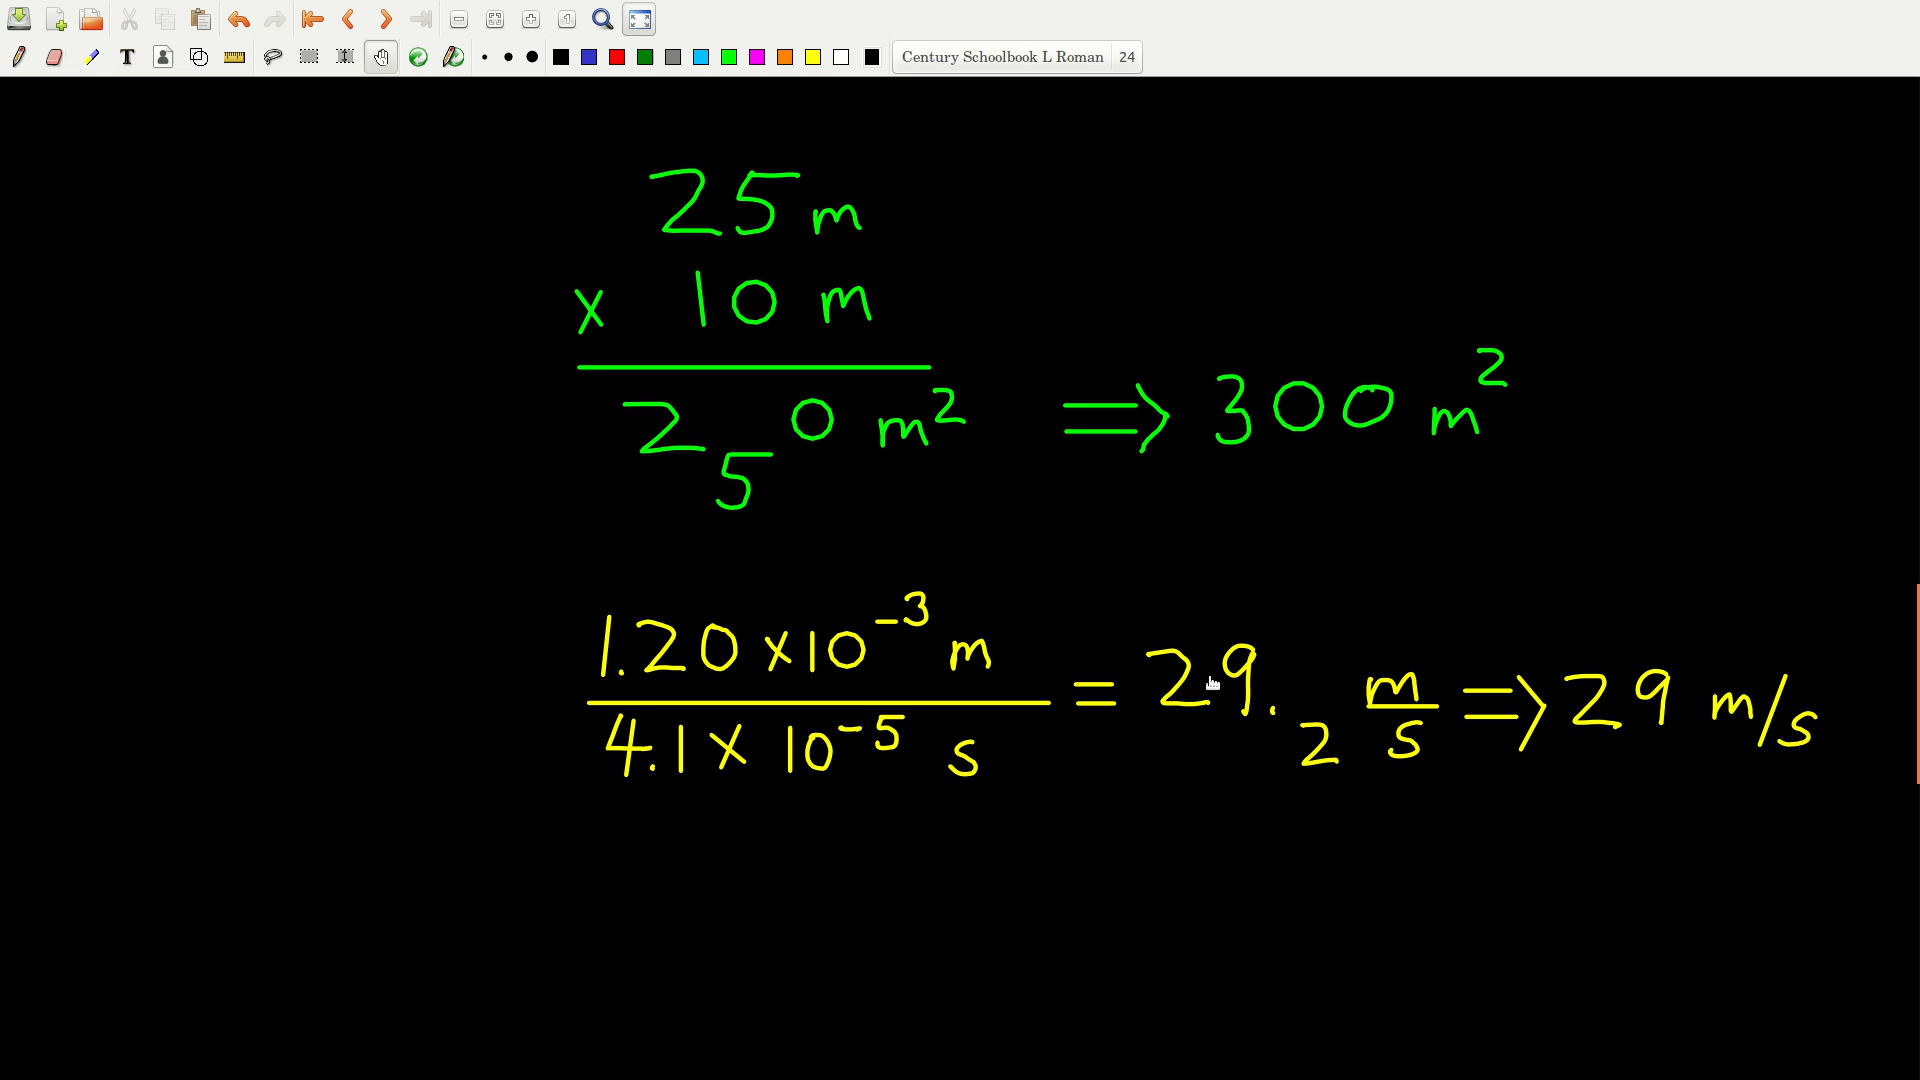 Century Schoolbook L Roman 24
25 m
x 10 m
2₅0 m² ⇒ 300 m²
1.20 x 10⁻³ m
= 29.₂ m/s ⇒ 29 m/s
4.1 x 10⁻⁵ s